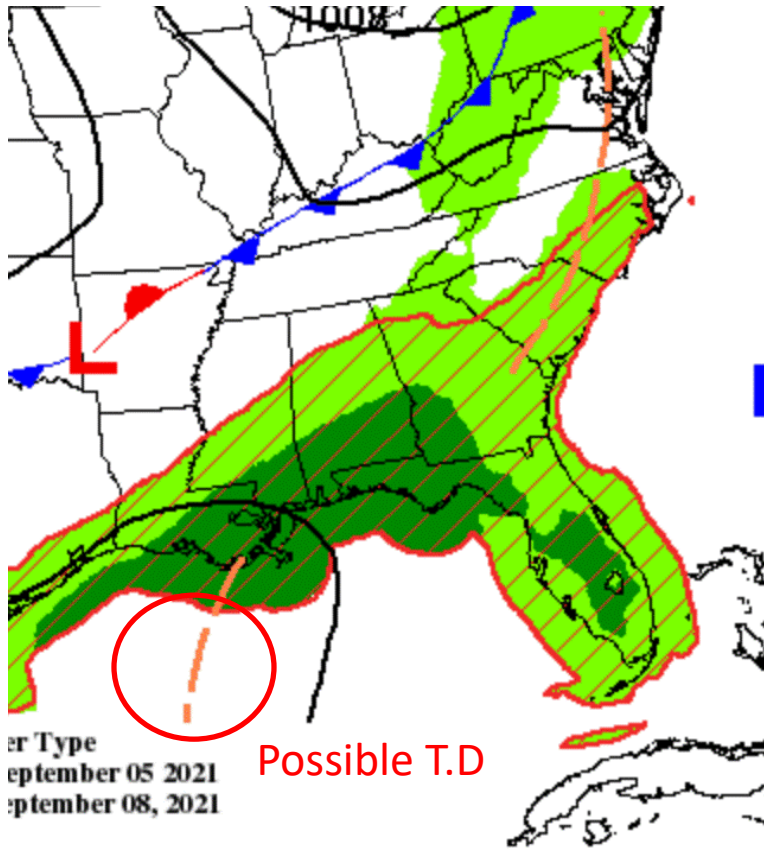 1008
L
er Type
eptember 05 2021
eptember 08, 2021
Possible T.D